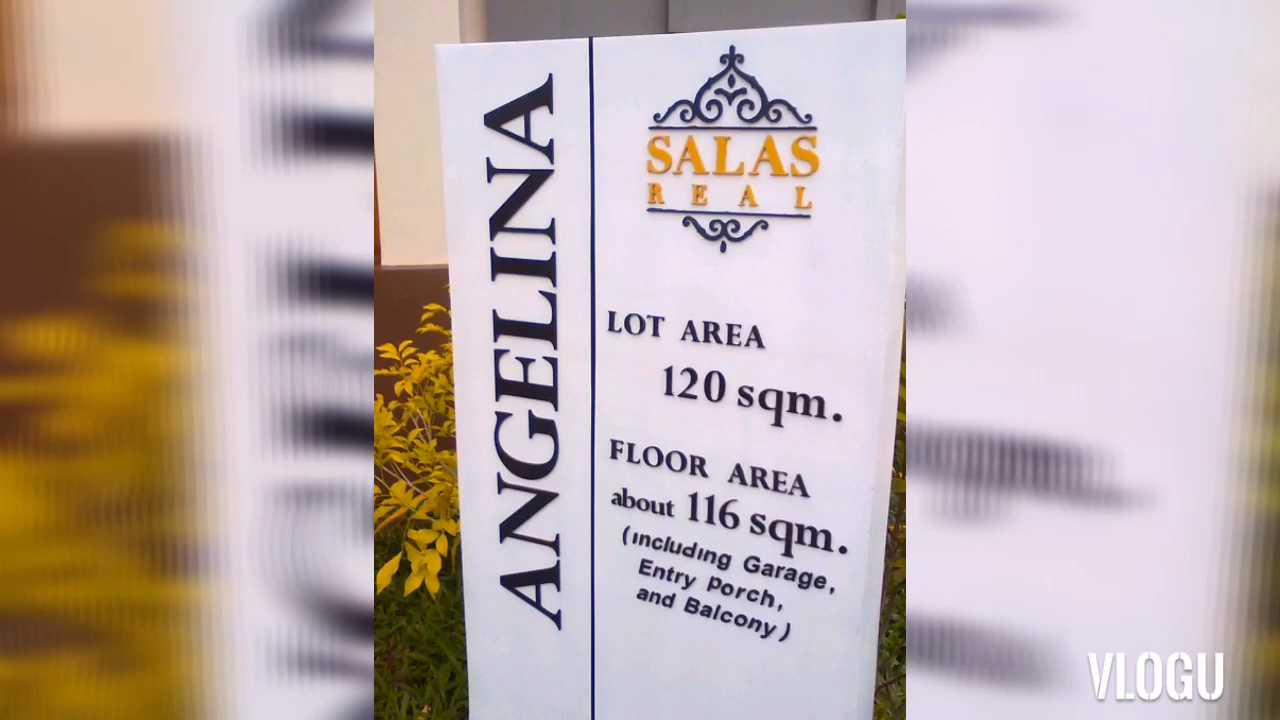 ANGELINA
SALAS
REAL
LOT AREA
120 sqm.
FLOOR AREA
about 116 sqm.
(including Garage,
Entry porch,
and Balcony)
VLOGU